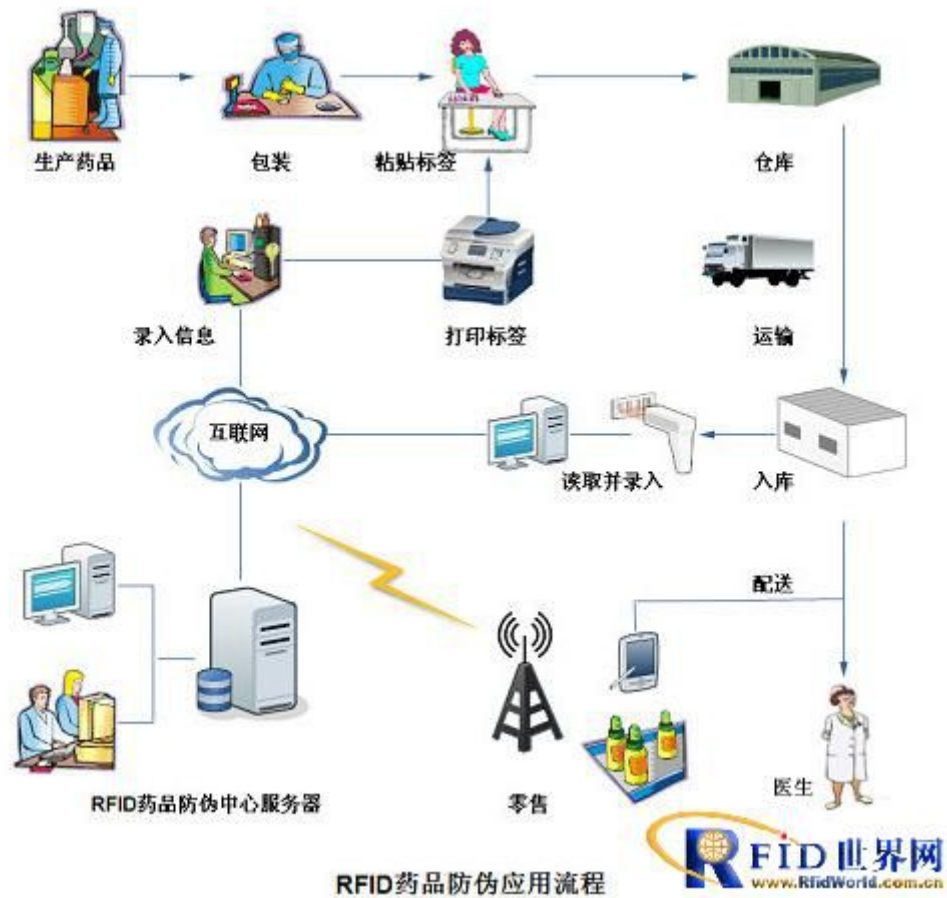 生产药品
包装
粘贴标签
仓库
录入信息
打印标签
运输
互联网
读取并录入
入库
配送
RFID药品防伪中心服务器
零售
医生
RFID药品防伪应用流程
RFID世界网
www.RfidWorld.com.cn